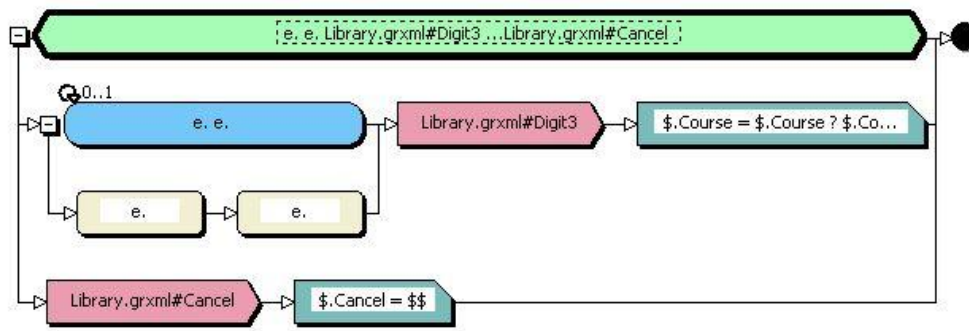 e. e. Library.grxml#Digit3 ...Library.grxml#Cancel
0..1
e. e.
Library.grxml#Digit3
$.Course = $.Course ? $.Co...
e.
e.
Library.grxml#Cancel
$.Cancel = $$